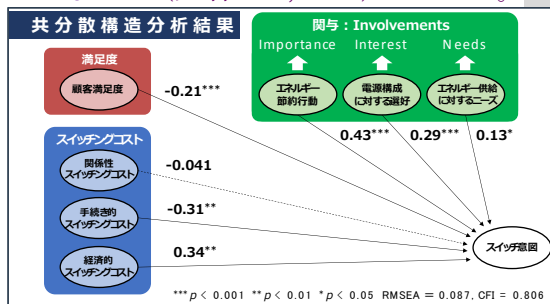 共分散構造分析結果
関与：Involvements
Importance Interest Needs
満足度
顧客満足度
エネルギー
節約行動
電源構成
に対する選好
エネルギー供給
に対するニーズ
-0.21***
0.43*** 0.29*** 0.13*
スイッチングコスト
関係性
スイッチングコスト
-0.041
手続き的
スイッチングコスト
-0.31**
経済的
スイッチングコスト
0.34**
スイッチ意図
***p < 0.001 **p < 0.01 *p < 0.05 RMSEA = 0.087, CFI = 0.806